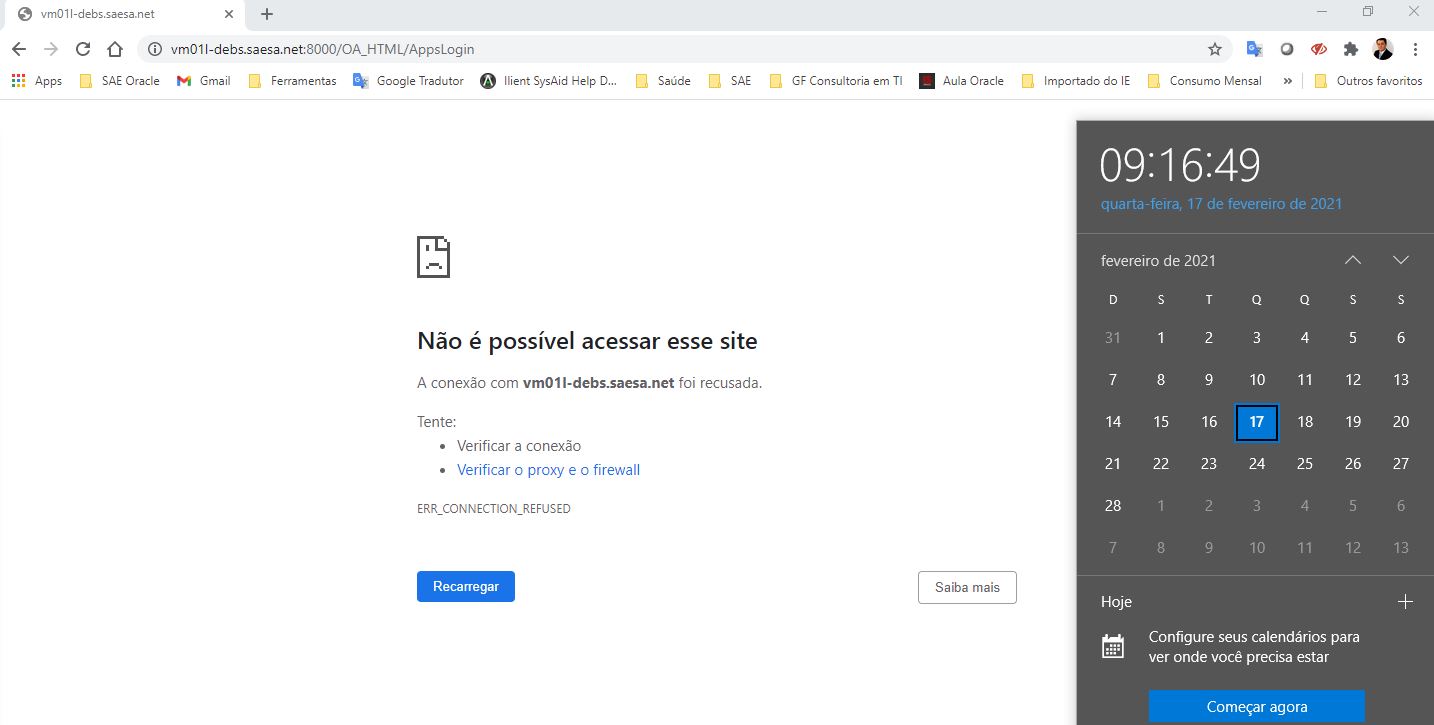 vm01l-debs.saesa.net
vm01l-debs.saesa.net:8000/OA_HTML/AppsLogin
Apps SAE Oracle Gmail Ferramentas Google Tradutor Ilient SysAid Help D... Saúde SAE GF Consultoria em TI Aula Oracle Importado do IE Consumo Mensal » Outros favoritos
09:16:49
quarta-feira, 17 de fevereiro de 2021
fevereiro de 2021
D S T Q Q S S
31 1 2 3 4 5 6
7 8 9 10 11 12 13
14 15 16 17 18 19 20
21 22 23 24 25 26 27
28 1 2 3 4 5 6
7 8 9 10 11 12 13
Hoje
Configure seus calendários para
ver onde você precisa estar
Começar agora
Não é possível acessar esse site
A conexão com vm01l-debs.saesa.net foi recusada.
Tente:
• Verificar a conexão
• Verificar o proxy e o firewall
ERR_CONNECTION_REFUSED
Recarregar Saiba mais